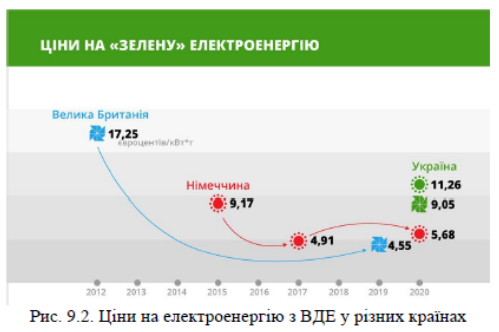 ЦІНИ НА «ЗЕЛЕНУ» ЕЛЕКТРОЕНЕРГІЮ
Велика Британія
17,25
євроцентів/кВт*г
Німеччина
9,17
4,91
Україна
11,26
9,05
5,68
4,55
2012 2013 2014 2015 2016 2017 2018 2019 2020
Рис. 9.2. Ціни на електроенергію з ВДЕ у різних країнах